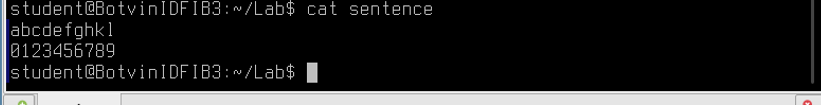 student@BotvinIDFIB3:~/Lab$ cat sentence
abcdefghkl
0123456789
student@BotvinIDFIB3:~/Lab$